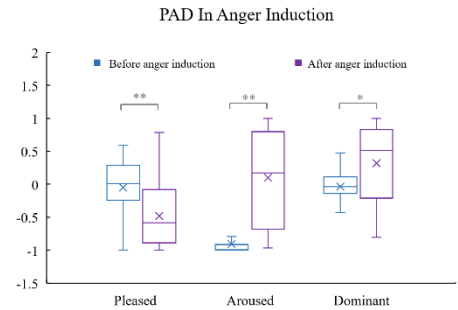 PAD In Anger Induction
2
1.5
1
0.5
0
-0.5
-1
-1.5
Before anger induction
After anger induction
**
**
*
Pleased
Aroused
Dominant